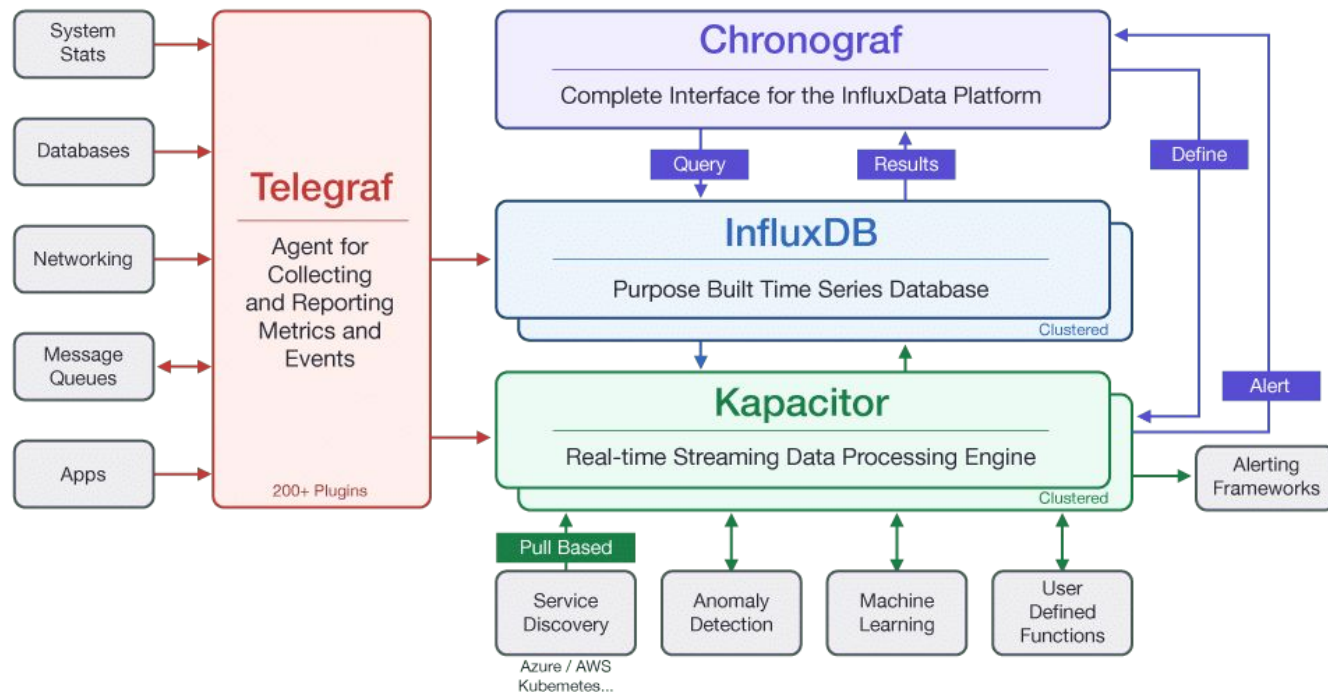 System
Stats
Databases
Networking
Message
Queues
Apps
Telegraf
Agent for
Collecting
and Reporting
Metrics and
Events
200+ Plugins
Chronograf
Complete Interface for the InfluxData Platform
Query
Results
Define
InfluxDB
Purpose Built Time Series Database
Clustered
Alert
Kapacitor
Real-time Streaming Data Processing Engine
Clustered
Alerting
Frameworks
Pull Based
Service
Discovery
Azure / AWS
Kubemetes...
Anomaly
Detection
Machine
Learning
User
Defined
Functions